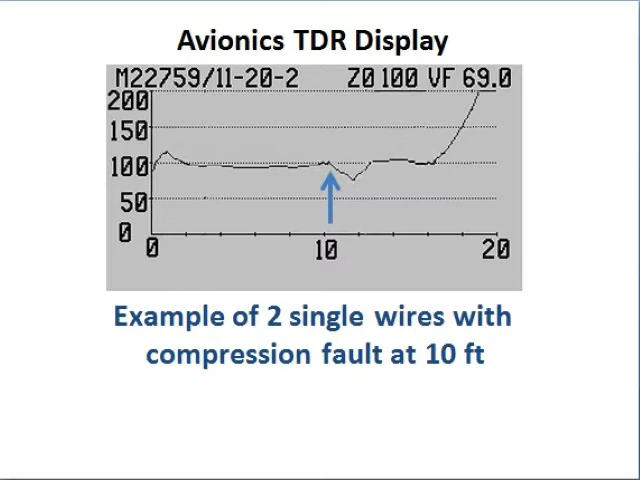 Avionics TDR Display
M22759/11-20-2 Z0 100 VF 69.0
200
150
100
50
0
0 10 20
Example of 2 single wires with
compression fault at 10 ft